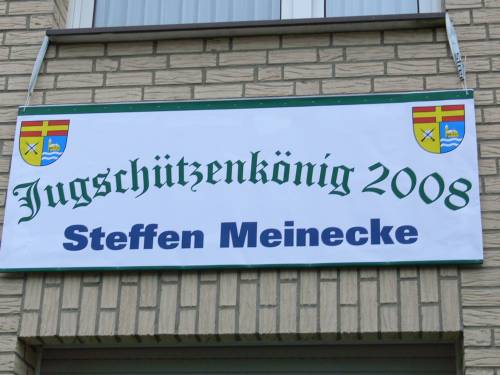 Jugschützenkönig 2008
Steffen Meinecke